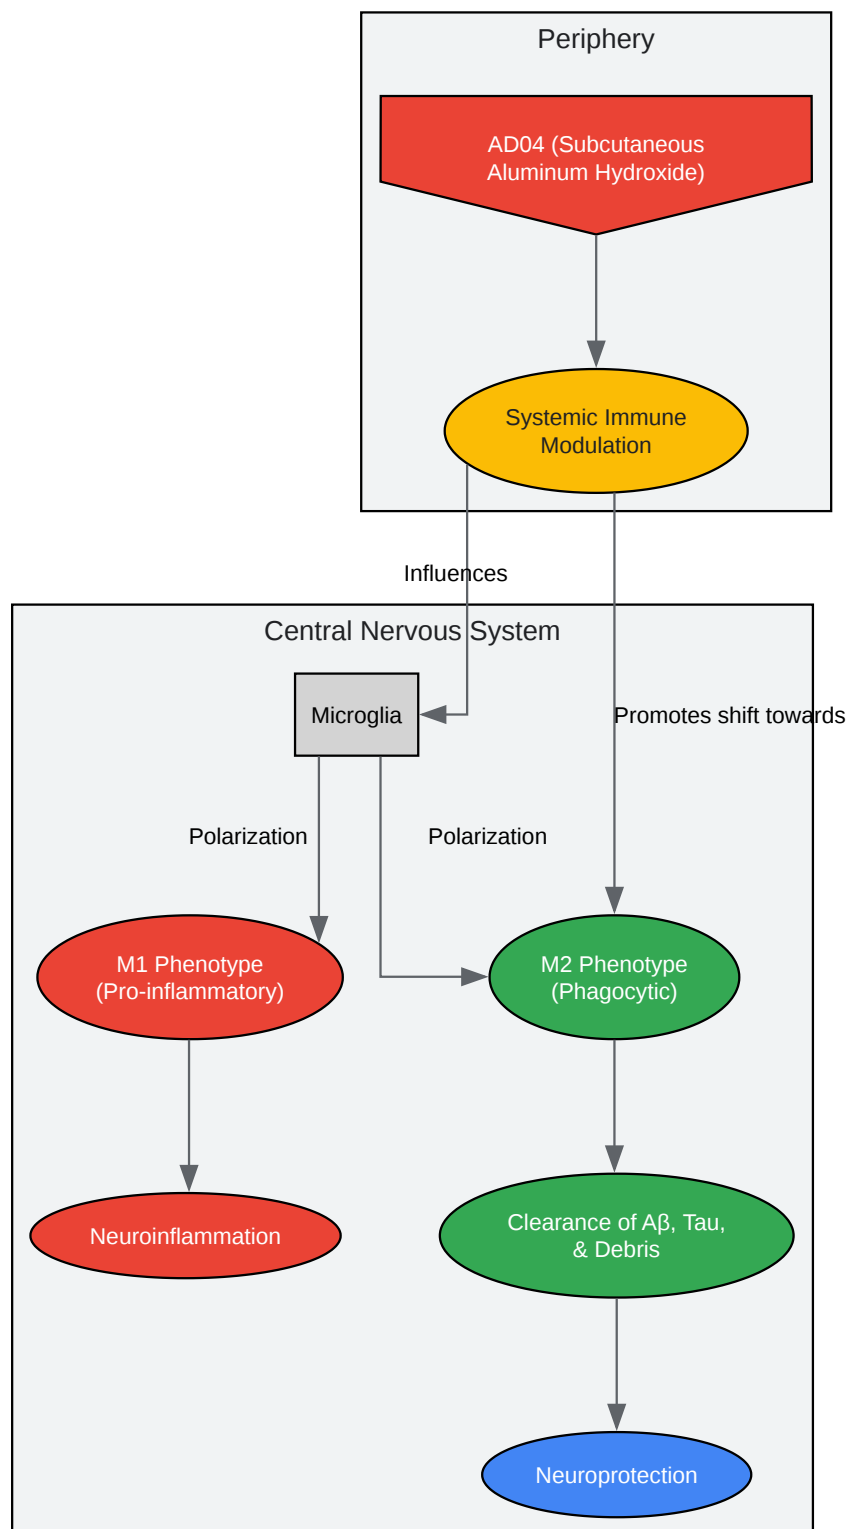 Periphery
AD04 (Subcutaneous
Aluminum Hydroxide)
Systemic Immune
Modulation
Influences
Central Nervous System
Microglia
Promotes shift towards
Polarization
Polarization
M1 Phenotype
(Pro-inflammatory)
M2 Phenotype
(Phagocytic)
Neuroinflammation
Clearance of Aβ, Tau,
& Debris
Neuroprotection